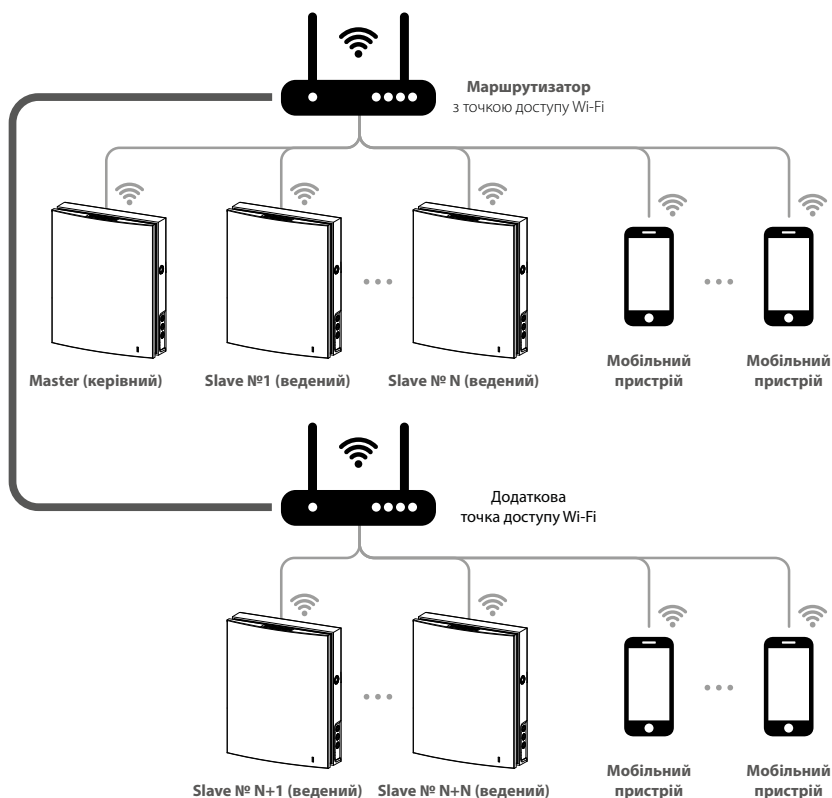 Маршрутизатор
з точкою доступу Wi-Fi
Master (керівний)
Slave №1 (ведений)
Slave № N (ведений)
Мобільний
пристрій
Мобільний
пристрій
Додаткова
точка доступу Wi-Fi
Slave № N+1 (ведений)
Slave № N+N (ведений)
Мобільний
пристрій
Мобільний
пристрій